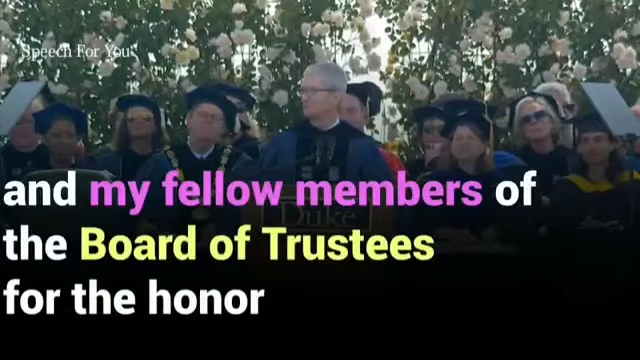 Speech For You
Duke
and my fellow members of
the Board of Trustees
for the honor